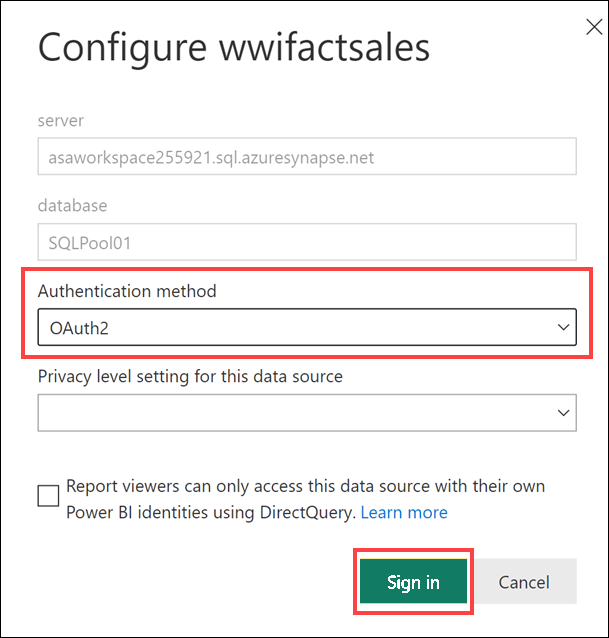 Configure wwifactsales
server
asaworkspace255921.sql.azuresynapse.net
database
SQLPool01
Authentication method
OAuth2
Privacy level setting for this data source
Report viewers can only access this data source with their own
Power BI identities using DirectQuery. Learn more
Sign in
Cancel